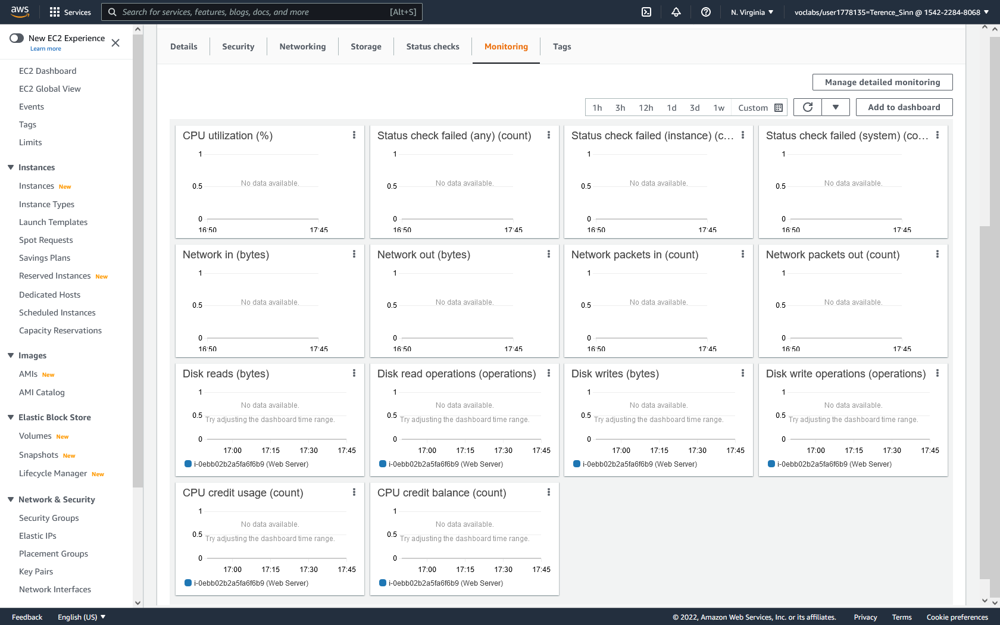 aws
Services
Search for services, features, blogs, docs, and more
[Alt+S]
N. Virginia
voclabs/user1778135=Terence_Sinn @ 1542-2284-8068
New EC2 Experience
Learn more
EC2 Dashboard
EC2 Global View
Events
Tags
Limits
Instances
Instances New
Instance Types
Launch Templates
Spot Requests
Savings Plans
Reserved Instances New
Dedicated Hosts
Scheduled Instances
Capacity Reservations
Images
AMIs New
AMI Catalog
Elastic Block Store
Volumes New
Snapshots New
Lifecycle Manager New
Network & Security
Security Groups
Elastic IPs
Placement Groups
Key Pairs
Network Interfaces
Details
Security
Networking
Storage
Status checks
Monitoring
Tags
Manage detailed monitoring
1h 3h 12h 1d 3d 1w Custom
Add to dashboard
CPU utilization (%)
1
No data available.
0.5
0
16:50 17:45
Status check failed (any) (count)
1
No data available.
0.5
0
16:50 17:45
Status check failed (instance) (c...
1
No data available.
0.5
0
16:50 17:45
Status check failed (system) (co...
1
No data available.
0.5
0
16:50 17:45
Network in (bytes)
1
No data available.
0.5
0
16:50 17:45
Network out (bytes)
1
No data available.
0.5
0
16:50 17:45
Network packets in (count)
1
No data available.
0.5
0
16:50 17:45
Network packets out (count)
1
No data available.
0.5
0
16:50 17:45
Disk reads (bytes)
1
No data available.
0.5
Try adjusting the dashboard time range.
0
17:00 17:15 17:30 17:45
i-0ebb02b2a5fa6f6b9 (Web Server)
Disk read operations (operations)
1
No data available.
0.5
Try adjusting the dashboard time range.
0
17:00 17:15 17:30 17:45
i-0ebb02b2a5fa6f6b9 (Web Server)
Disk writes (bytes)
1
No data available.
0.5
Try adjusting the dashboard time range.
0
17:00 17:15 17:30 17:45
i-0ebb02b2a5fa6f6b9 (Web Server)
Disk write operations (operations)
1
No data available.
0.5
Try adjusting the dashboard time range.
0
17:00 17:15 17:30 17:45
i-0ebb02b2a5fa6f6b9 (Web Server)
CPU credit usage (count)
1
No data available.
0.5
Try adjusting the dashboard time range.
0
17:00 17:15 17:30 17:45
i-0ebb02b2a5fa6f6b9 (Web Server)
CPU credit balance (count)
1
No data available.
0.5
Try adjusting the dashboard time range.
0
17:00 17:15 17:30 17:45
i-0ebb02b2a5fa6f6b9 (Web Server)
Feedback
English (US)
© 2022, Amazon Web Services, Inc. or its affiliates.
Privacy
Terms
Cookie preferences